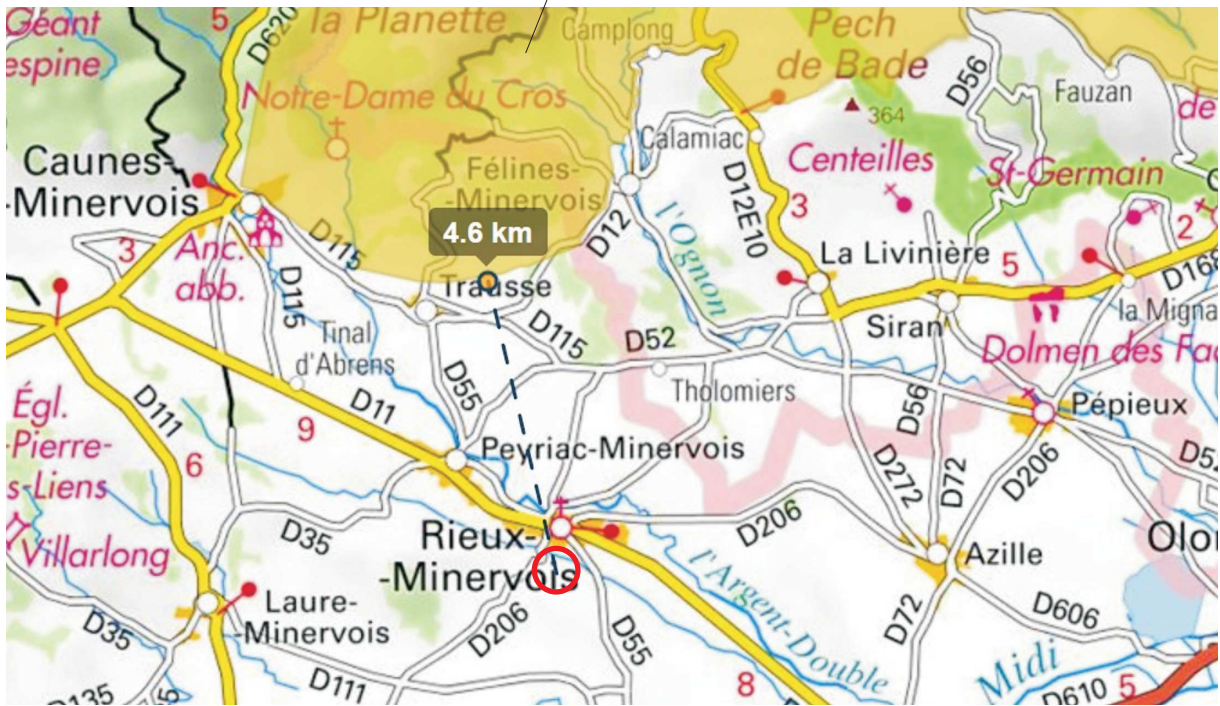 Géant
5
D620
la Planette
Camplong
Pech
de Bade
D56
espine
Fauzan
de
Notre-Dame du Cros
364
Calamiac
Centeilles
St-Germain
Caunes-
-Minervois
Félines-
Minervois
D12E10
3
2
4.6 km
D12
l'Ognon
3
Anc.
abb.
D115
La Livinière
5
D168
D115
Trausse
la Migna
Tinal
d'Abrens
D115
D52
Siran
Dolmen des Fa
Tholomiers
Égl.
-Pierre-
s-Liens
D111
D11
D55
D56
Pépieux
9
6
Peyriac-Minervois
D272
D72
D206
D52
D35
Rieux-
-Minervois
D206
Olo
Villarlong
l'Argent-Double
Azille
Laure-
-Minervois
D35
D206
D55
D72
D606
Midi
D111
8
D135
D610
5